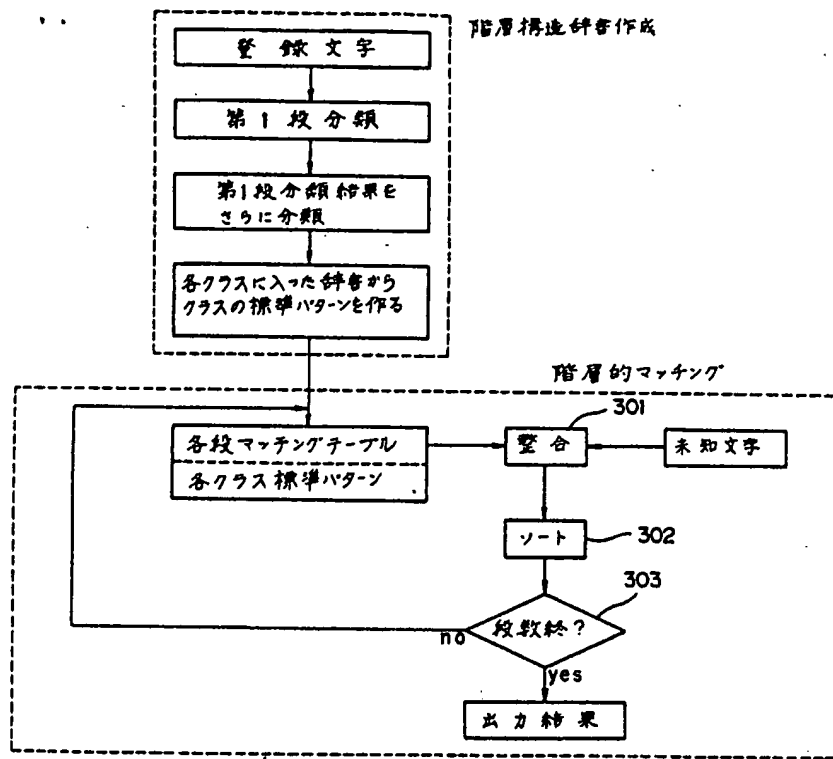 階層構造辞書作成
登録文字
第1段分類
第1段分類結果を
さらに分類
各クラスに入った辞書から
クラスの標準パターンを作る
階層的マッチング
301
各段マッチングテーブル
整合
未知文字
各クラス標準パターン
ソート
302
303
段数終?
no
yes
出力結果